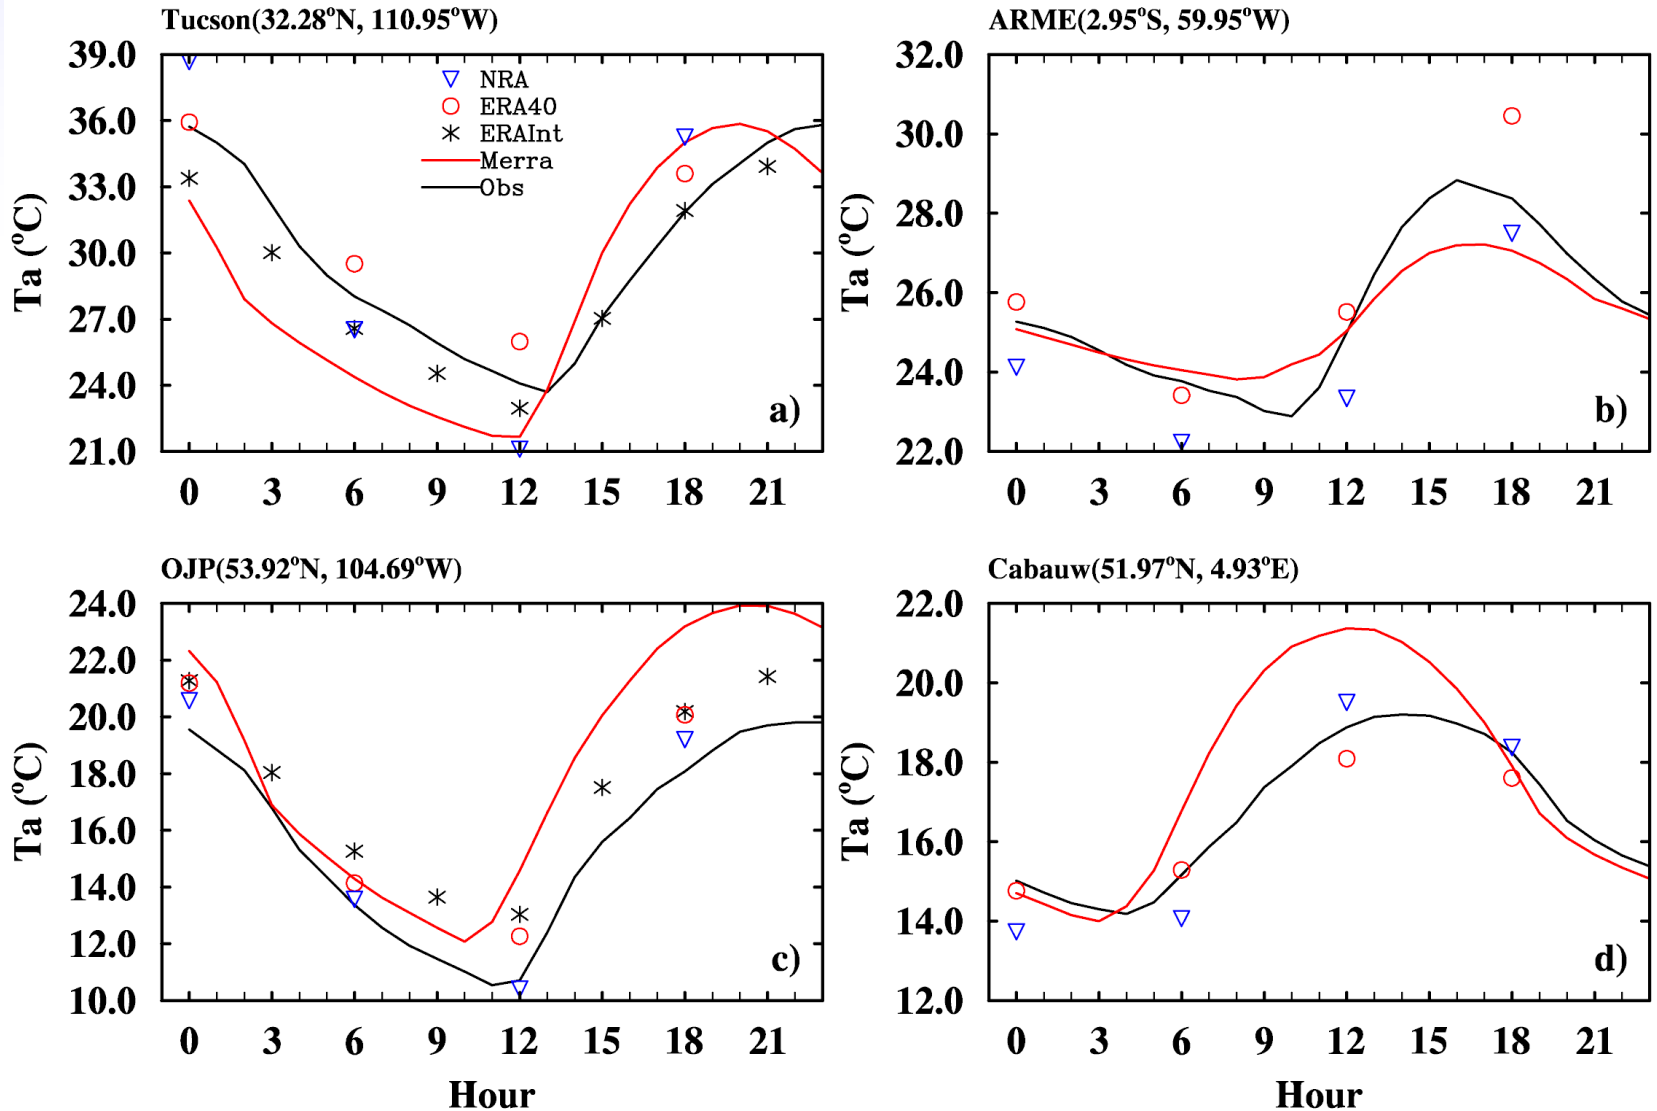 Tucson(32.28°N, 110.95°W)
39.0
36.0
33.0
30.0
27.0
24.0
21.0
Ta (°C)
NRA
ERA40
ERAInt
Merra
Obs
a)
0 3 6 9 12 15 18 21
ARME(2.95°S, 59.95°W)
32.0
30.0
28.0
26.0
24.0
22.0
Ta (°C)
b)
0 3 6 9 12 15 18 21
OJP(53.92°N, 104.69°W)
24.0
22.0
20.0
18.0
16.0
14.0
12.0
10.0
Ta (°C)
c)
0 3 6 9 12 15 18 21
Hour
Cabauw(51.97°N, 4.93°E)
22.0
20.0
18.0
16.0
14.0
12.0
Ta (°C)
d)
0 3 6 9 12 15 18 21
Hour